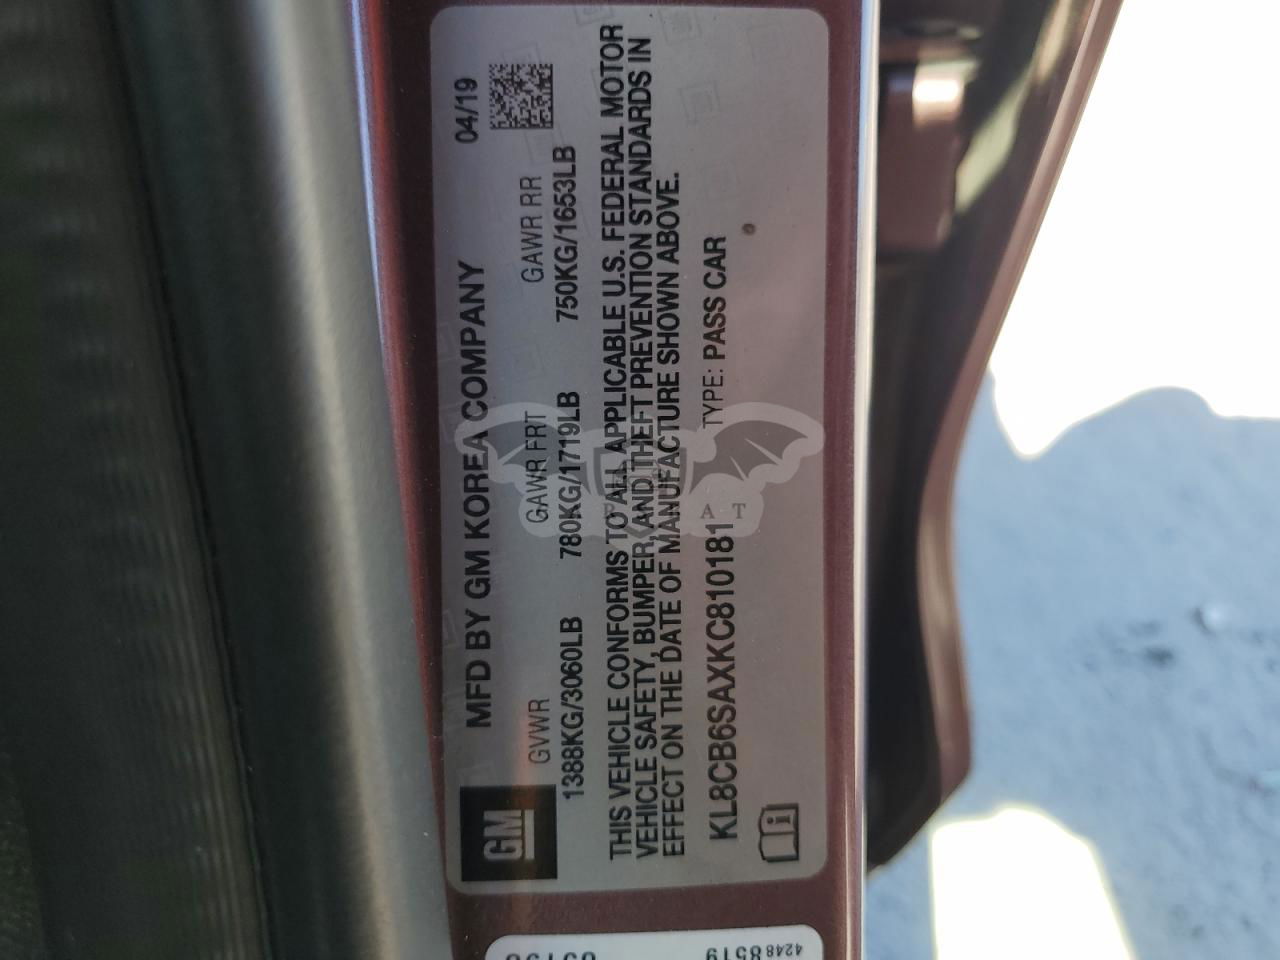 GM
MFD BY GM KOREA COMPANY 04/19
GVWR GAWR FRT GAWR RR
1388KG/3060LB 780KG/1719LB 750KG/1653LB
THIS VEHICLE CONFORMS TO ALL APPLICABLE U.S. FEDERAL MOTOR
VEHICLE SAFETY, BUMPER, AND THEFT PREVENTION STANDARDS IN
EFFECT ON THE DATE OF MANUFACTURE SHOWN ABOVE.
KL8CB6SAXKC810181 TYPE: PASS CAR
42488519